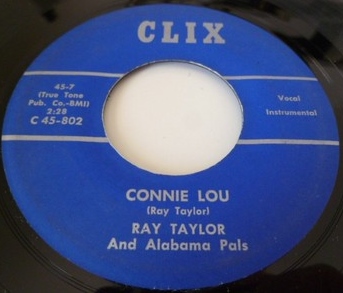 CLIX
45-7
(True Tone
Pub. Co.-BMI)
2:28
C 45-802
Vocal
Instrumental
CONNIE LOU
(Ray Taylor)
RAY TAYLOR
And Alabama Pals